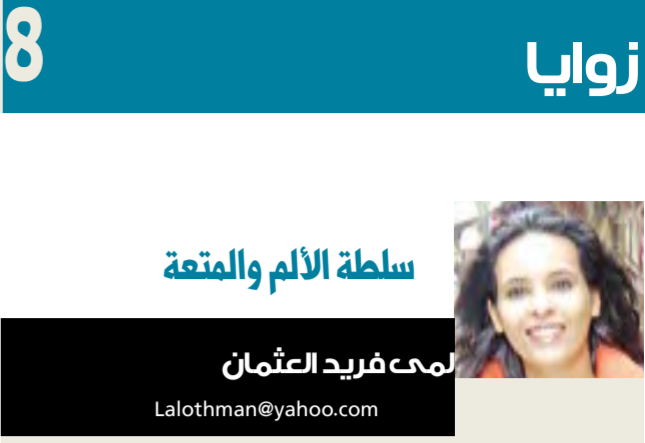 زوايا
8
سلطة الألم والمتعة
لمى فريد العثمان
Lalothman@yahoo.com